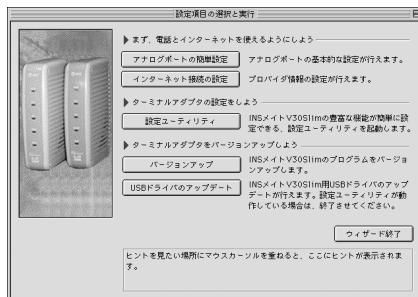 設定項目の選択と実行
まず、電話とインターネットを使えるようにしよう
アナログポートの簡単設定
アナログポートの基本的な設定が行えます。
インターネット接続の設定
プロバイダ情報の設定が行えます。
ターミナルアダプタの設定をしよう
設定ユーティリティ
INSメイトV30Slimの豊富な機能が簡単に設
定できる、設定ユーティリティを起動します。
ターミナルアダプタをバージョンアップしよう
バージョンアップ
INSメイトV30Slimのプログラムをバージョ
ンアップします。
USBドライバのアップデート
INSメイトV30Slim用USBドライバのアップ
デートが行えます。設定ユーティリティが動
作している場合は、終了させてください。
ウィザード終了
ヒントを見たい場所にマウスカーソルを重ねると、ここにヒントが表示されま
す。